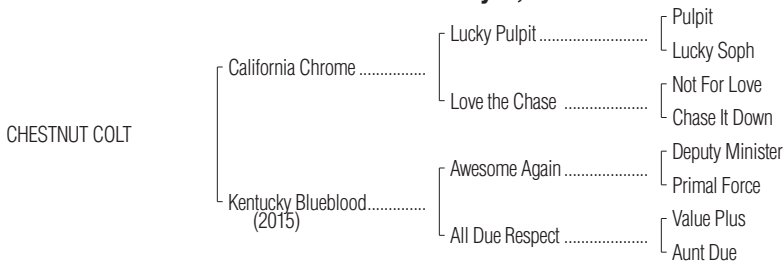 Pulpit
Lucky Pulpit ........................
Lucky Soph
California Chrome ................
Not For Love
Love the Chase ....................
Chase It Down
CHESTNUT COLT
Deputy Minister
Awesome Again ....................
Primal Force
Kentucky Blueblood..............
(2015)
Value Plus
All Due Respect ....................
Aunt Due